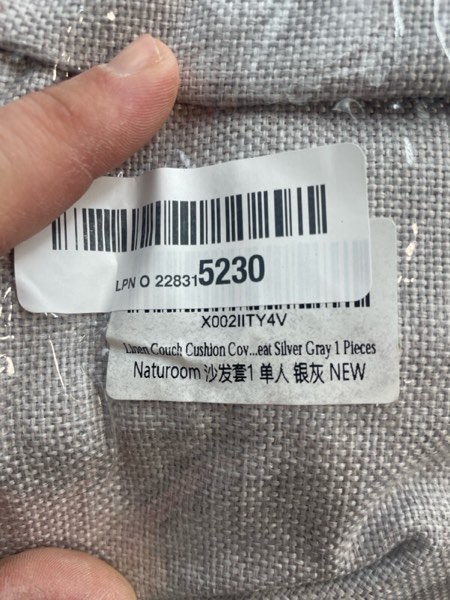 LPN O 228315230
X002IITY4V
Linen Couch Cushion Cov...eat Silver Gray 1 Pieces
Naturoom 沙发套1 单人 银灰 NEW